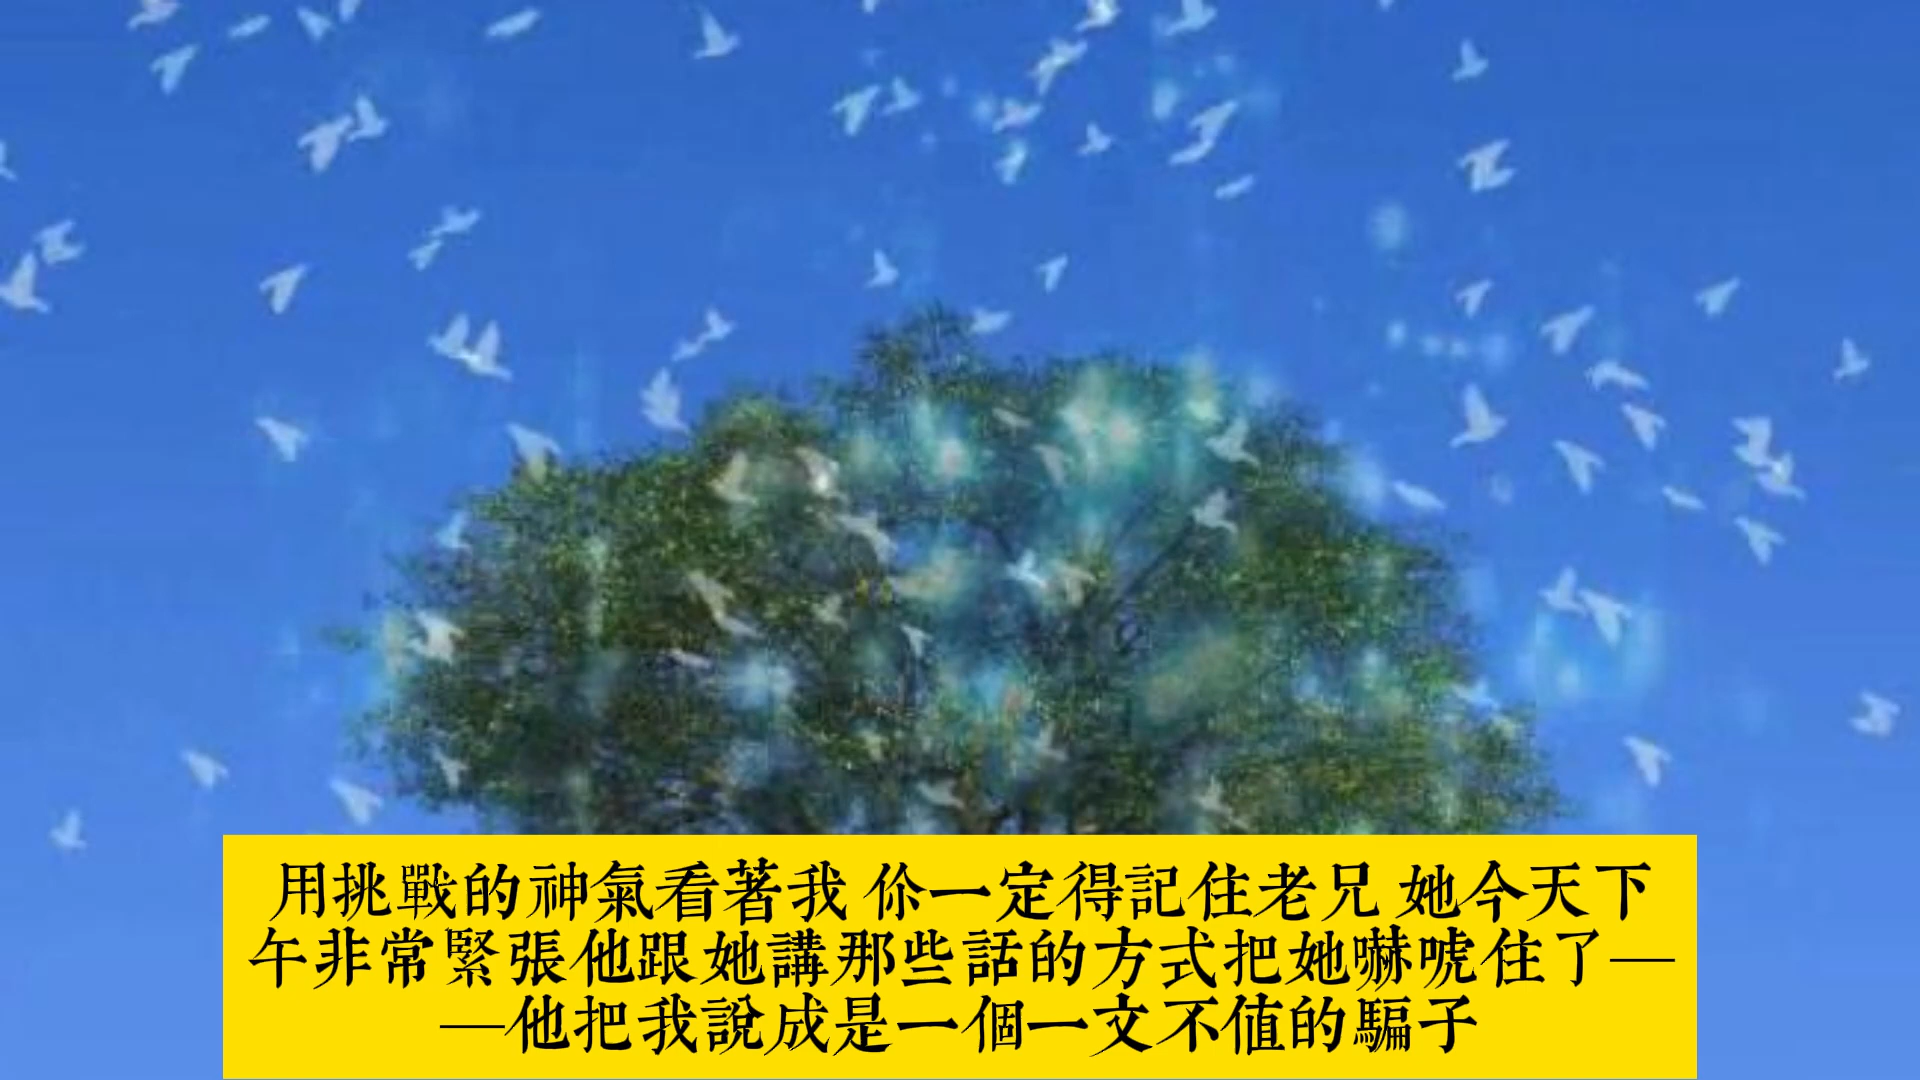 用挑戰的神氣看著我 你一定得記住老兄 她今天下
午非常緊張他跟她講那些話的方式把她嚇唬住了—
—他把我說成是一個一文不值的騙子